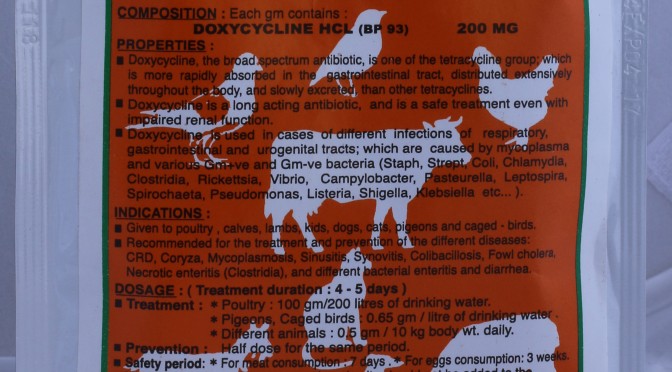 COMPOSITION : Each gm contains :
DOXYCYCLINE HCL (BP 93) 200 MG
PROPERTIES :
■ Doxycycline, the broad spectrum antibiotic, is one of the tetracycline group; which
is more rapidly absorbed in the gastrointestinal tract, distributed extensively
throughout the body, and slowly excreted than other tetracyclines.
■ Doxycycline is a long acting antibiotic, and is a safe treatment even with
impaired renal function.
■ Doxycycline is used in cases of different infections of respiratory,
gastrointestinal and urogenital tracts; which are caused by mycoplasma
and various Gm+ve and Gm-ve bacteria (Staph, Strept, Coli, Chlamydia,
Clostridia, Rickettsia, Vibrio, Campylobacter, Pasteurella, Leptospira,
Spirochaeta, Pseudomonas, Listeria, Shigella, Klebsiella etc... ).
INDICATIONS :
■ Given to poultry , calves, lambs, kids, dogs, cats, pigeons and caged - birds.
■ Recommended for the treatment and prevention of the different diseases:
CRD, Coryza, Mycoplasmosis, Sinusitis, Synovitis, Colibacillosis, Fowl cholera,
Necrotic enteritis (Clostridia), and different bacterial enteritis and diarrhea.
DOSAGE : ( Treatment duration : 4 - 5 days )
■ Treatment : * Poultry : 100 gm/200 litres of drinking water.
* Pigeons, Caged birds : 0.65 gm / litre of drinking water .
* Different animals : 0.5 gm / 10 kg body wt. daily.
■ Prevention : Half dose for the same period.
■ Safety period: * For meat consumption : 7 days . * For eggs consumption: 3 weeks.